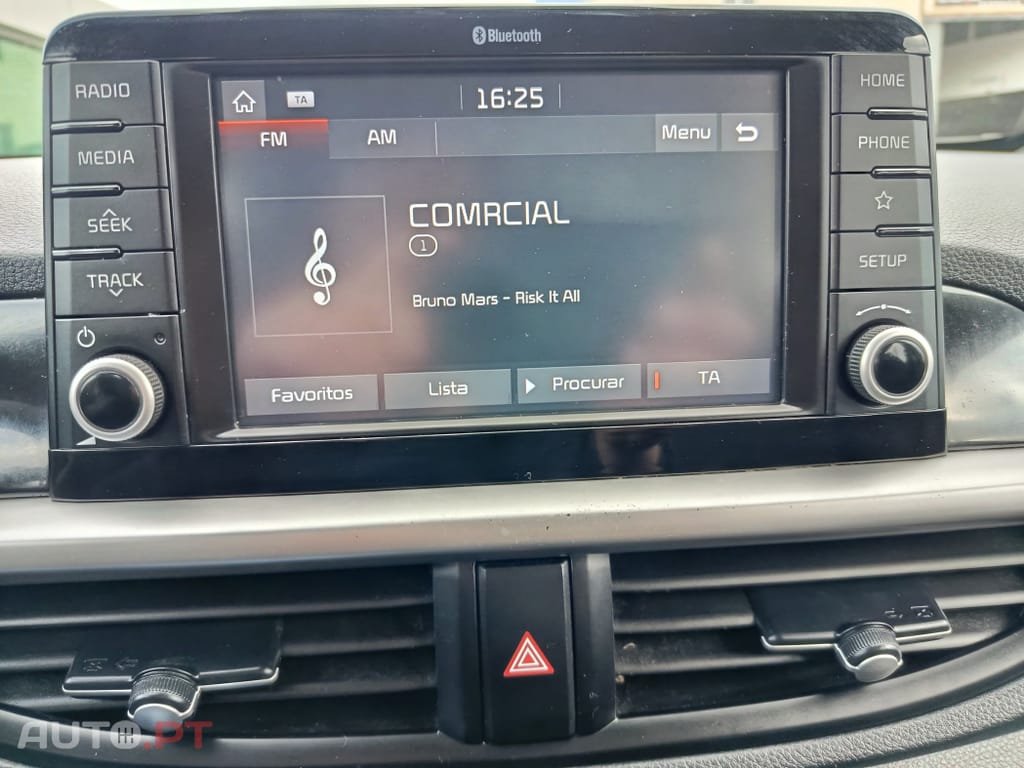 Bluetooth
RADIO
MEDIA
SEEK
TRACK
TA
16:25
FM
AM
Menu
COMRCIAL
1
Bruno Mars - Risk It All
Favoritos
Lista
Procurar
TA
HOME
PHONE
SETUP
AUTO.PT